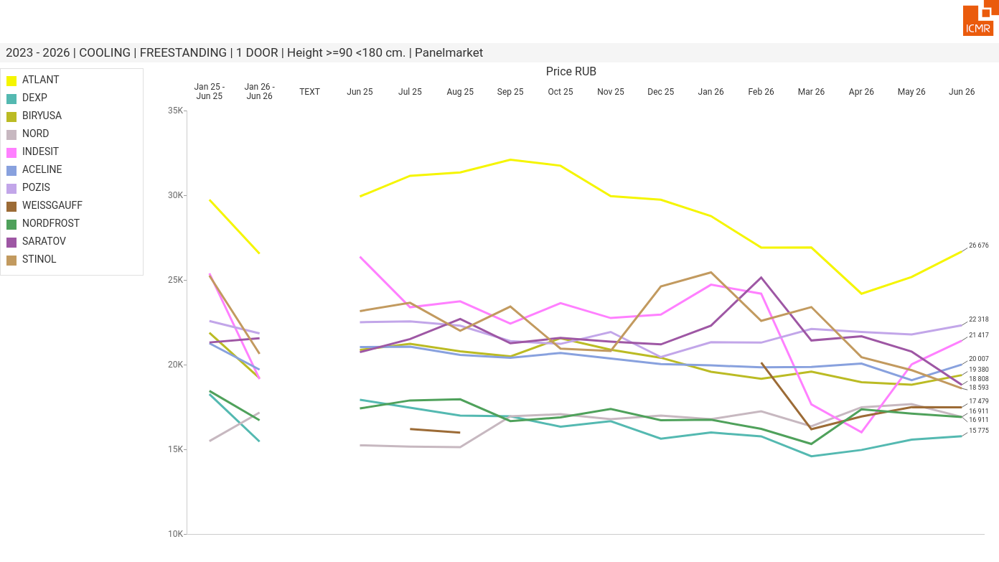 ICMR
2023 - 2026 | COOLING | FREESTANDING | 1 DOOR | Height >=90 <180 cm. | Panelmarket
ATLANT
DEXP
BIRYUSA
NORD
INDESIT
ACELINE
POZIS
WEISSGAUFF
NORDFROST
SARATOV
STINOL
Price RUB
Jan 25 -
Jun 25
Jan 26 -
Jun 26
TEXT
Jun 25
Jul 25
Aug 25
Sep 25
Oct 25
Nov 25
Dec 25
Jan 26
Feb 26
Mar 26
Apr 26
May 26
Jun 26
35K
30K
25K
20K
15K
10K
26 676
22 318
21 417
20 007
19 380
18 808
18 593
17 479
16 911
16 911
15 775